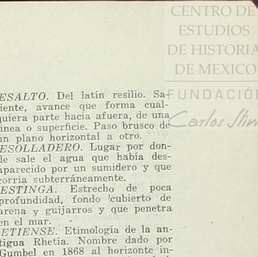 CENTRO DE
ESTUDIOS
DE HISTORIA
DE MEXICO
FUNDACIÓN
Carlos Slim
ESALTO. Del latín resilio. Sa-
iente, avance que forma cual-
quiera parte hacia afuera, de una
ínea o superficie. Paso brusco de
un plano horizontal a otro.
ESOLLADERO. Lugar por don-
de sale el agua que había des-
aparecido por un sumidero y que
corría subterráneamente.
ESTINGA. Estrecho de poca
profundidad, fondo cubierto de
arena y guijarros y que penetra
en el mar.
ETIENSE. Etimología de la an-
tigua Rhetia. Nombre dado por
Gumbel en 1868 al horizonte in-